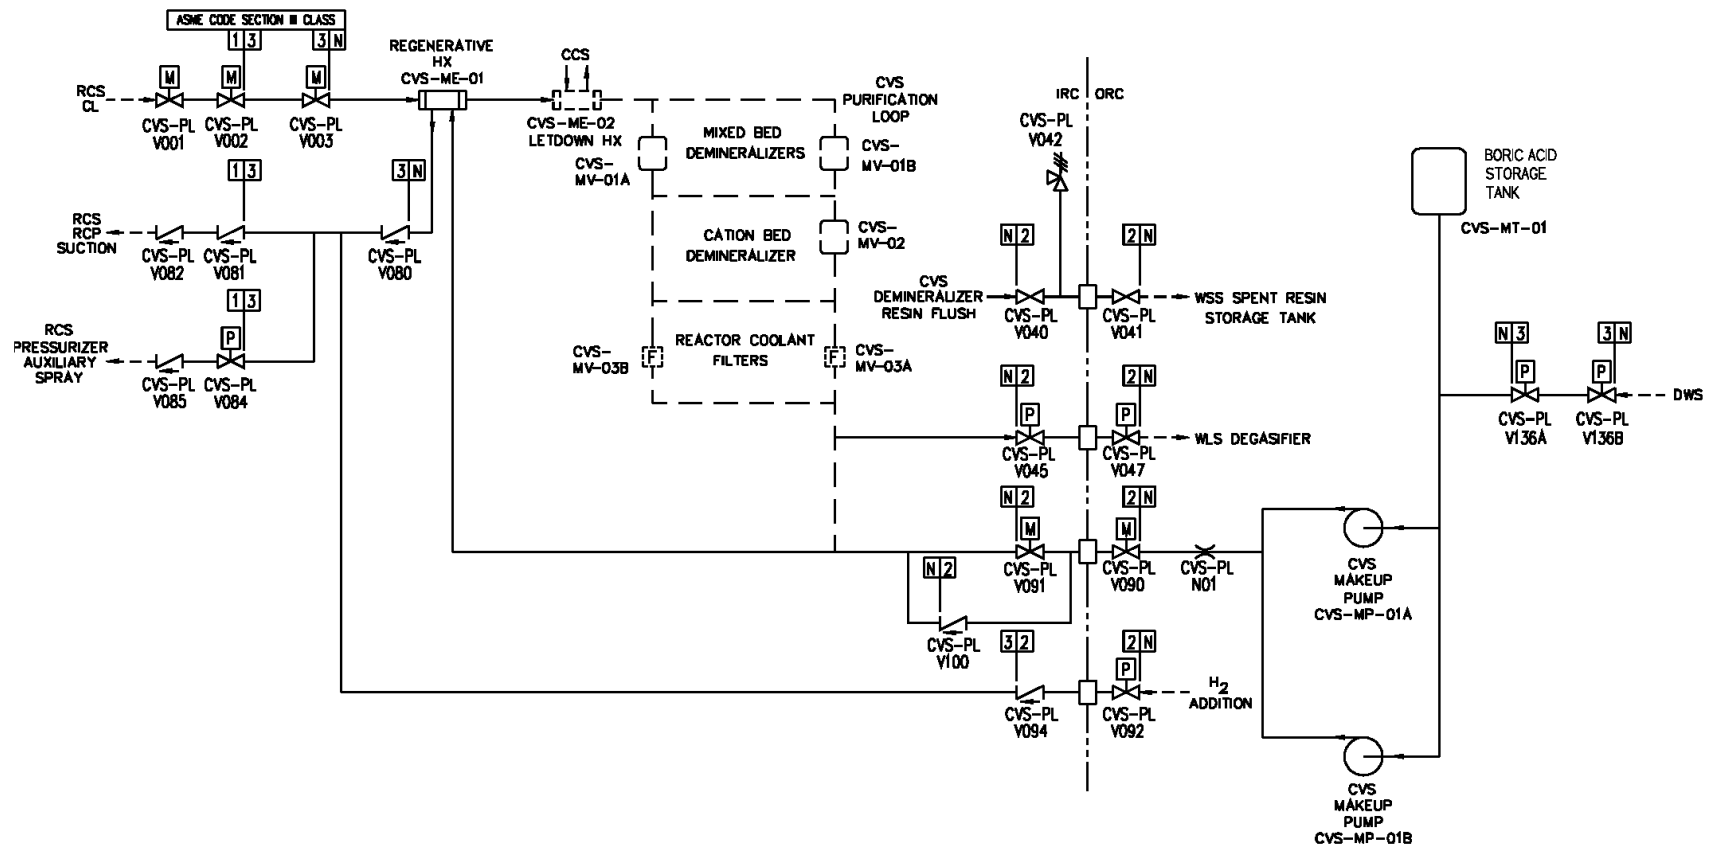 ASME CODE SECTION III CLASS
1 3
3 N
M
M
M
RCS
CL
CVS-PL
V001
CVS-PL
V002
CVS-PL
V003
REGENERATIVE
HX
CVS-ME-01
CCS
CVS-ME-02
LETDOWN HX
CVS
PURIFICATION
LOOP
MIXED BED
DEMINERALIZERS
CVS-
MV-01A
CVS-
MV-01B
CATION BED
DEMINERALIZER
CVS-
MV-02
REACTOR COOLANT
FILTERS
CVS-
MV-03B
F
F
CVS-
MV-03A
1 3
3 N
RCS
RCP
SUCTION
CVS-PL
V082
CVS-PL
V081
CVS-PL
V080
1 3
P
RCS
PRESSURIZER
AUXILIARY
SPRAY
CVS-PL
V085
CVS-PL
V084
IRC
ORC
CVS-PL
V042
N 2
2 N
CVS
DEMINERALIZER
RESIN FLUSH
CVS-PL
V040
CVS-PL
V041
WSS SPENT RESIN
STORAGE TANK
N 2
2 N
P
P
CVS-PL
V045
CVS-PL
V047
WLS DEGASIFIER
N 2
2 N
M
M
CVS-PL
V091
CVS-PL
V090
CVS-PL
N01
N 2
CVS-PL
V100
3 2
2 N
P
CVS-PL
V094
CVS-PL
V092
H2
ADDITION
BORIC ACID
STORAGE
TANK
CVS-MT-01
N 3
3 N
P
P
CVS-PL
V136A
CVS-PL
V136B
DWS
CVS
MAKEUP
PUMP
CVS-MP-01A
CVS
MAKEUP
PUMP
CVS-MP-01B